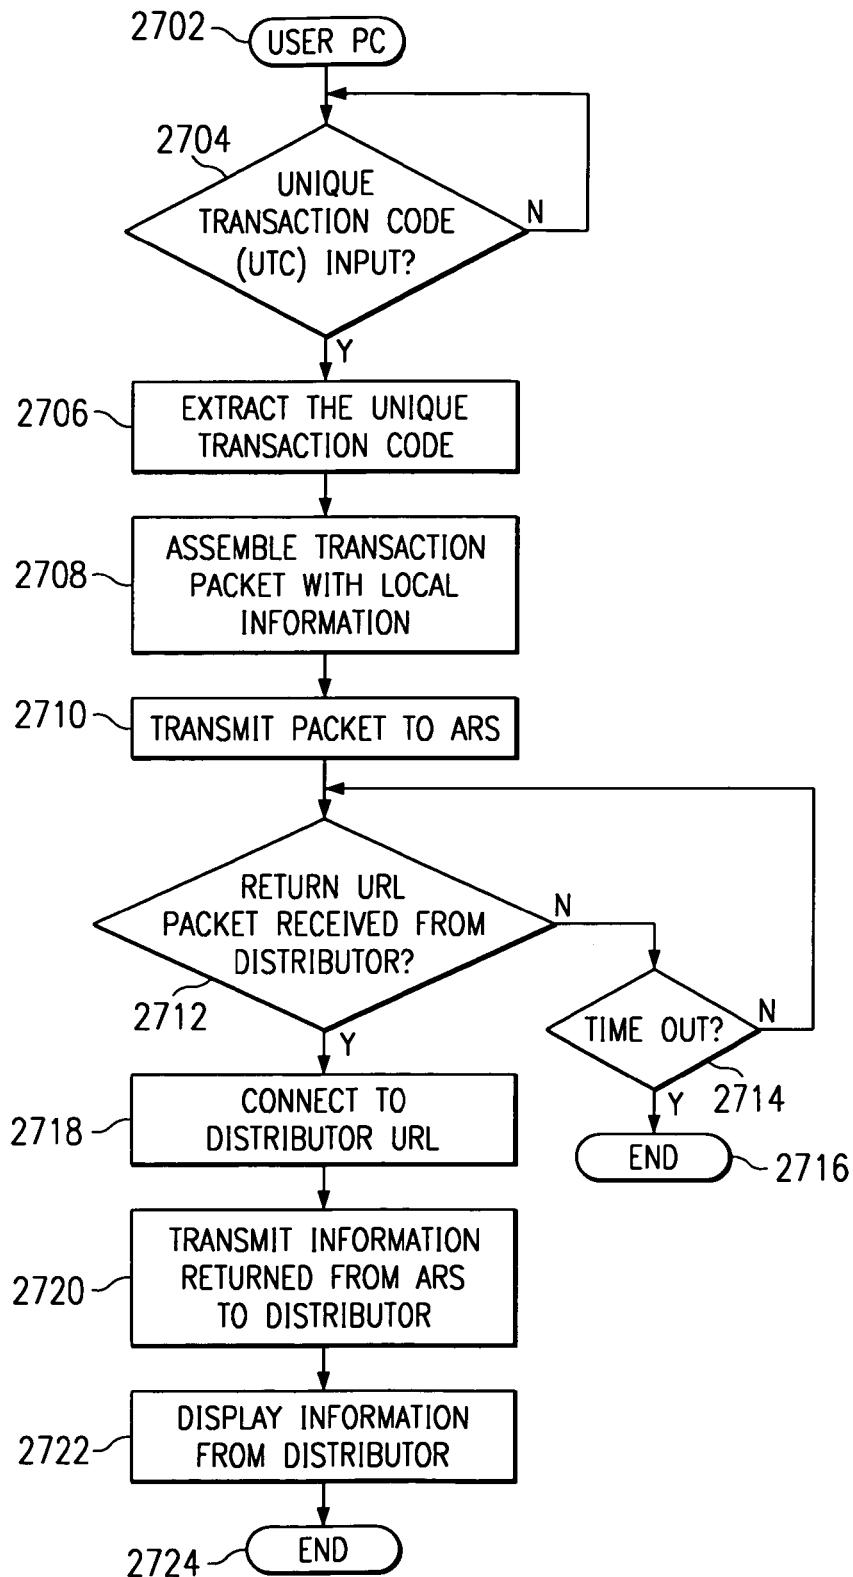 2702
USER PC
2704
UNIQUE
TRANSACTION CODE
(UTC) INPUT?
N
Y
2706
EXTRACT THE UNIQUE
TRANSACTION CODE
2708
ASSEMBLE TRANSACTION
PACKET WITH LOCAL
INFORMATION
2710
TRANSMIT PACKET TO ARS
RETURN URL
PACKET RECEIVED FROM
DISTRIBUTOR?
N
2712
Y
TIME OUT?
N
2714
Y
END
2716
2718
CONNECT TO
DISTRIBUTOR URL
2720
TRANSMIT INFORMATION
RETURNED FROM ARS
TO DISTRIBUTOR
2722
DISPLAY INFORMATION
FROM DISTRIBUTOR
2724
END